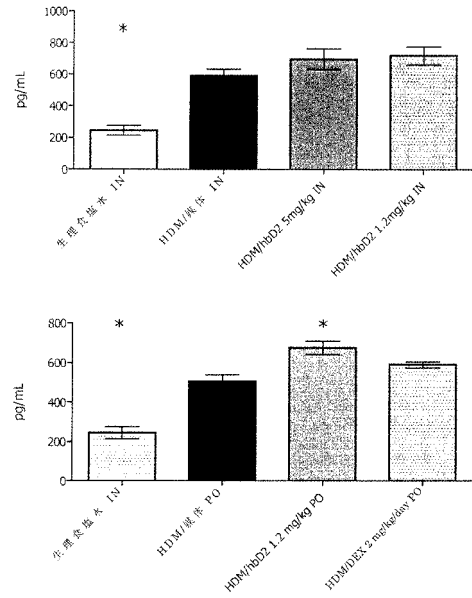 *
1000
800
600
400
200
0
pg/mL
生理食塩水 IN
HDM/媒体 IN
HDM/hbD2 5mg/kg IN
HDM/hbD2 1.2mg/kg IN
* *
800
600
400
200
0
pg/mL
生理食塩水 IN
HDM/媒体 PO
HDM/hbD2 1.2 mg/kg PO
HDM/DEX 2 mg/kg/day PO